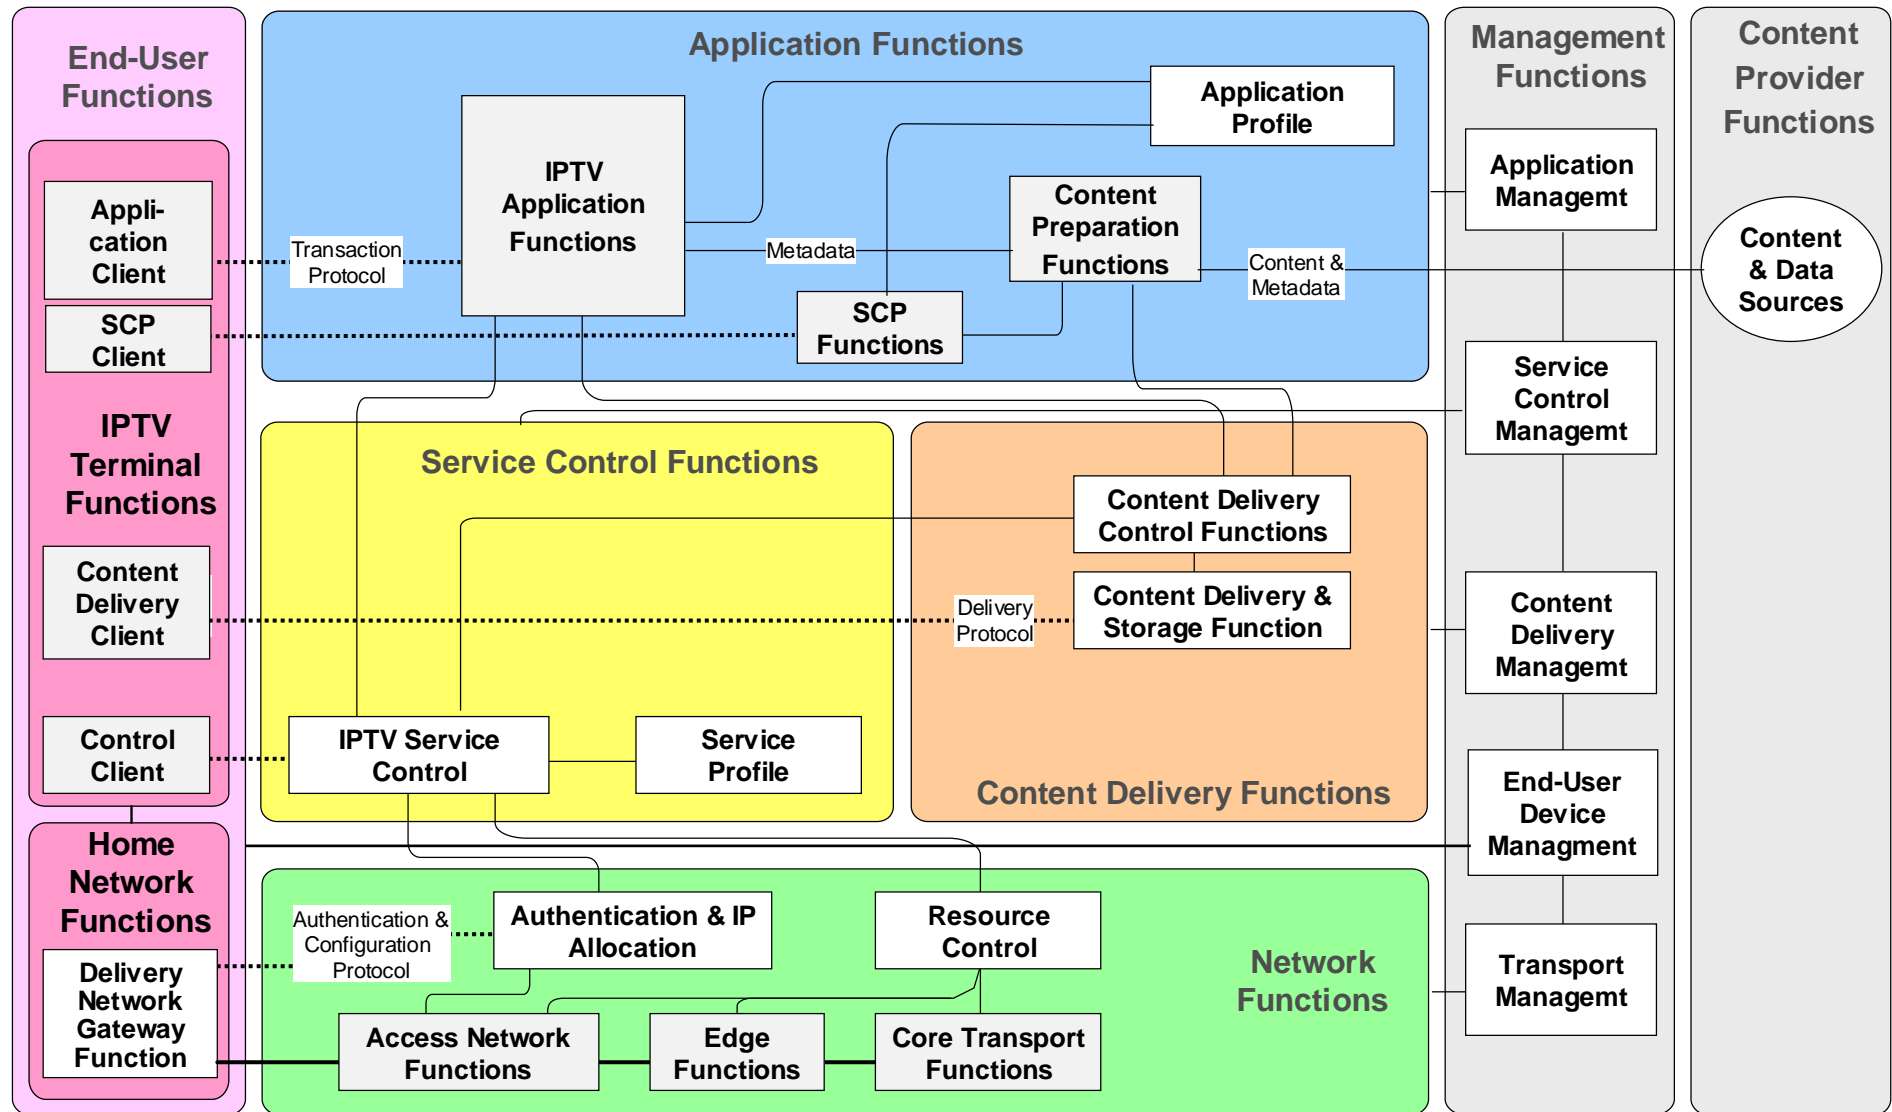 End-User
Functions
Appli-
cation
Client
SCP
Client
IPTV
Terminal
Functions
Content
Delivery
Client
Control
Client
Home
Network
Functions
Delivery
Network
Gateway
Function
Application Functions
Application
Profile
IPTV
Application
Functions
Content
Preparation
Functions
Transaction
Protocol
Metadata
Content &
Metadata
SCP
Functions
Service Control Functions
IPTV Service
Control
Service
Profile
Content Delivery
Control Functions
Content Delivery &
Storage Function
Delivery
Protocol
Content Delivery Functions
Authentication &
Configuration
Protocol
Authentication & IP
Allocation
Resource
Control
Network
Functions
Access Network
Functions
Edge
Functions
Core Transport
Functions
Management
Functions
Application
Managemt
Service
Control
Managemt
Content
Delivery
Managemt
End-User
Device
Managment
Transport
Managemt
Content
Provider
Functions
Content
& Data
Sources